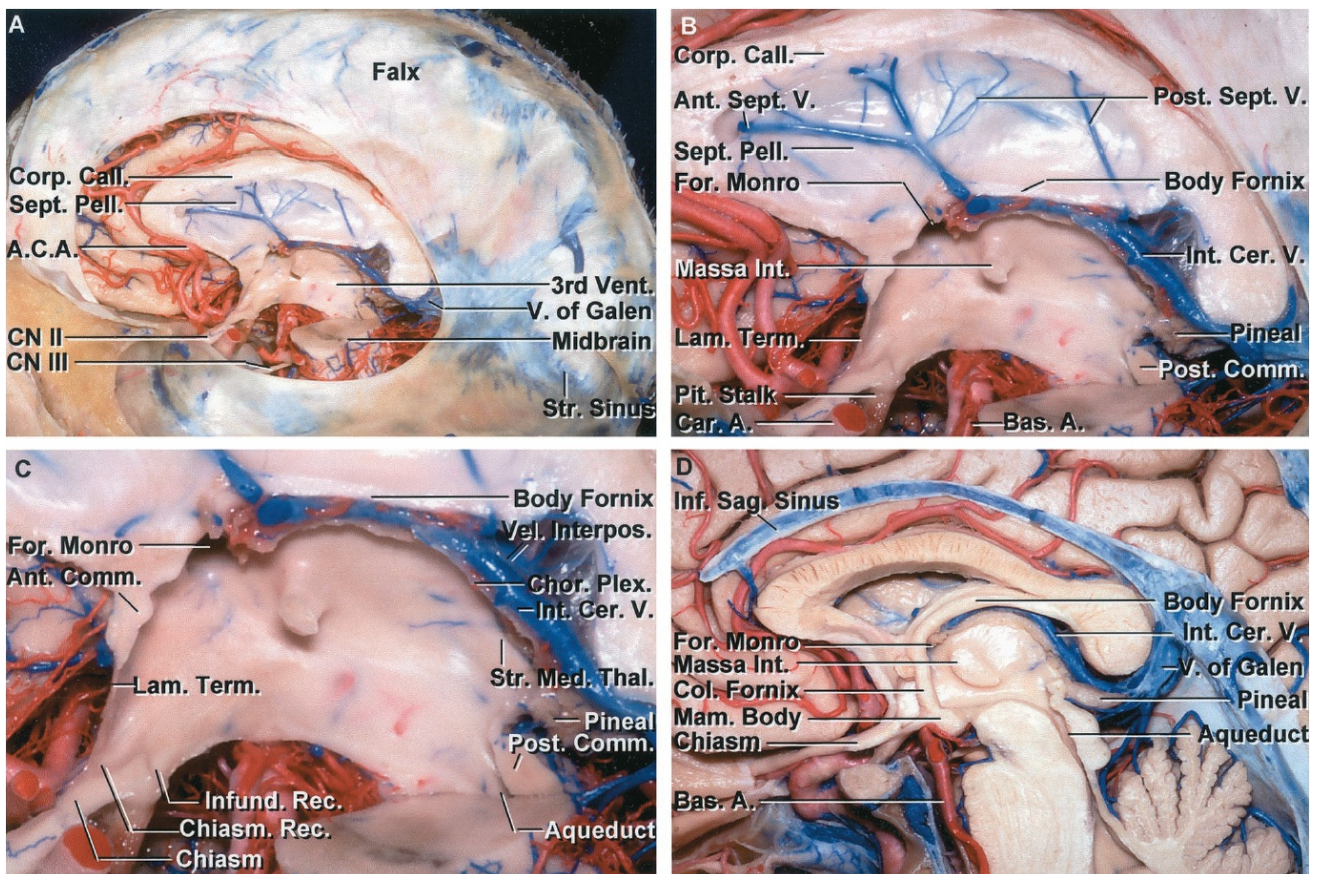 A
Falx
Corp. Call.
Sept. Pell.
A.C.A.
3rd Vent.
V. of Galen
CN II
Midbrain
CN III
Str. Sinus
B
Corp. Call.
Ant. Sept. V.
Post. Sept. V.
Sept. Pell.
For. Monro
Body Fornix
Massa Int.
Int. Cer. V.
Lam. Term.
Pineal
Post. Comm.
Pit. Stalk
Car. A.
Bas. A.
C
Body Fornix
Vel. Interpos.
For. Monro
Ant. Comm.
Chor. Plex.
Int. Cer. V.
Lam. Term.
Str. Med. Thal.
Pineal
Post. Comm.
Infund. Rec.
Chiasm. Rec.
Aqueduct
Chiasm
D
Inf. Sag. Sinus
Body Fornix
Int. Cer. V.
For. Monro
Massa Int.
V. of Galen
Col. Fornix
Pineal
Mam. Body
Chiasm
Aqueduct
Bas. A.